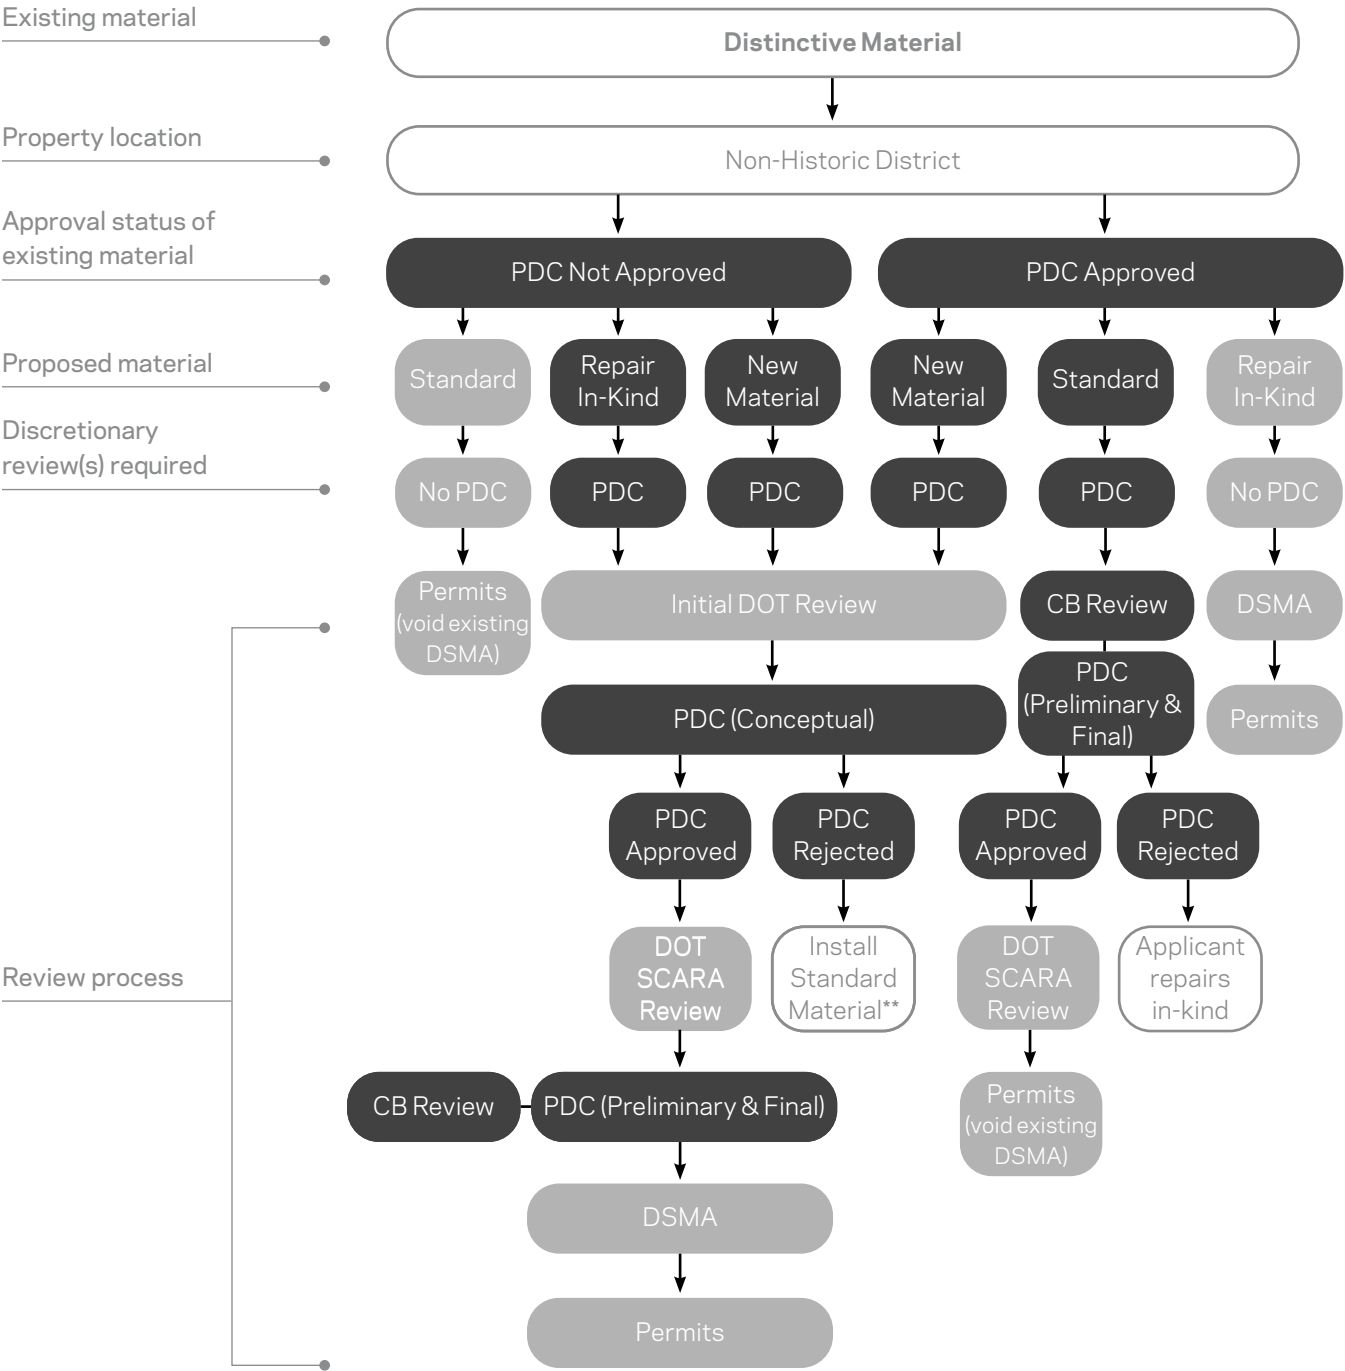 Existing material
Distinctive Material
Property location
Non-Historic District
Approval status of
existing material
PDC Not Approved
PDC Approved
Proposed material
Standard
Repair
In-Kind
New
Material
New
Material
Standard
Repair
In-Kind
Discretionary
review(s) required
No PDC
PDC
PDC
PDC
PDC
No PDC
Permits
(void existing
DSMA)
Initial DOT Review
CB Review
DSMA
PDC (Conceptual)
PDC
(Preliminary &
Final)
Permits
PDC
Approved
PDC
Rejected
PDC
Approved
PDC
Rejected
Review process
DOT
SCARA
Review
Install
Standard
Material**
DOT
SCARA
Review
Applicant
repairs
in-kind
CB Review
PDC (Preliminary & Final)
Permits
(void existing
DSMA)
DSMA
Permits